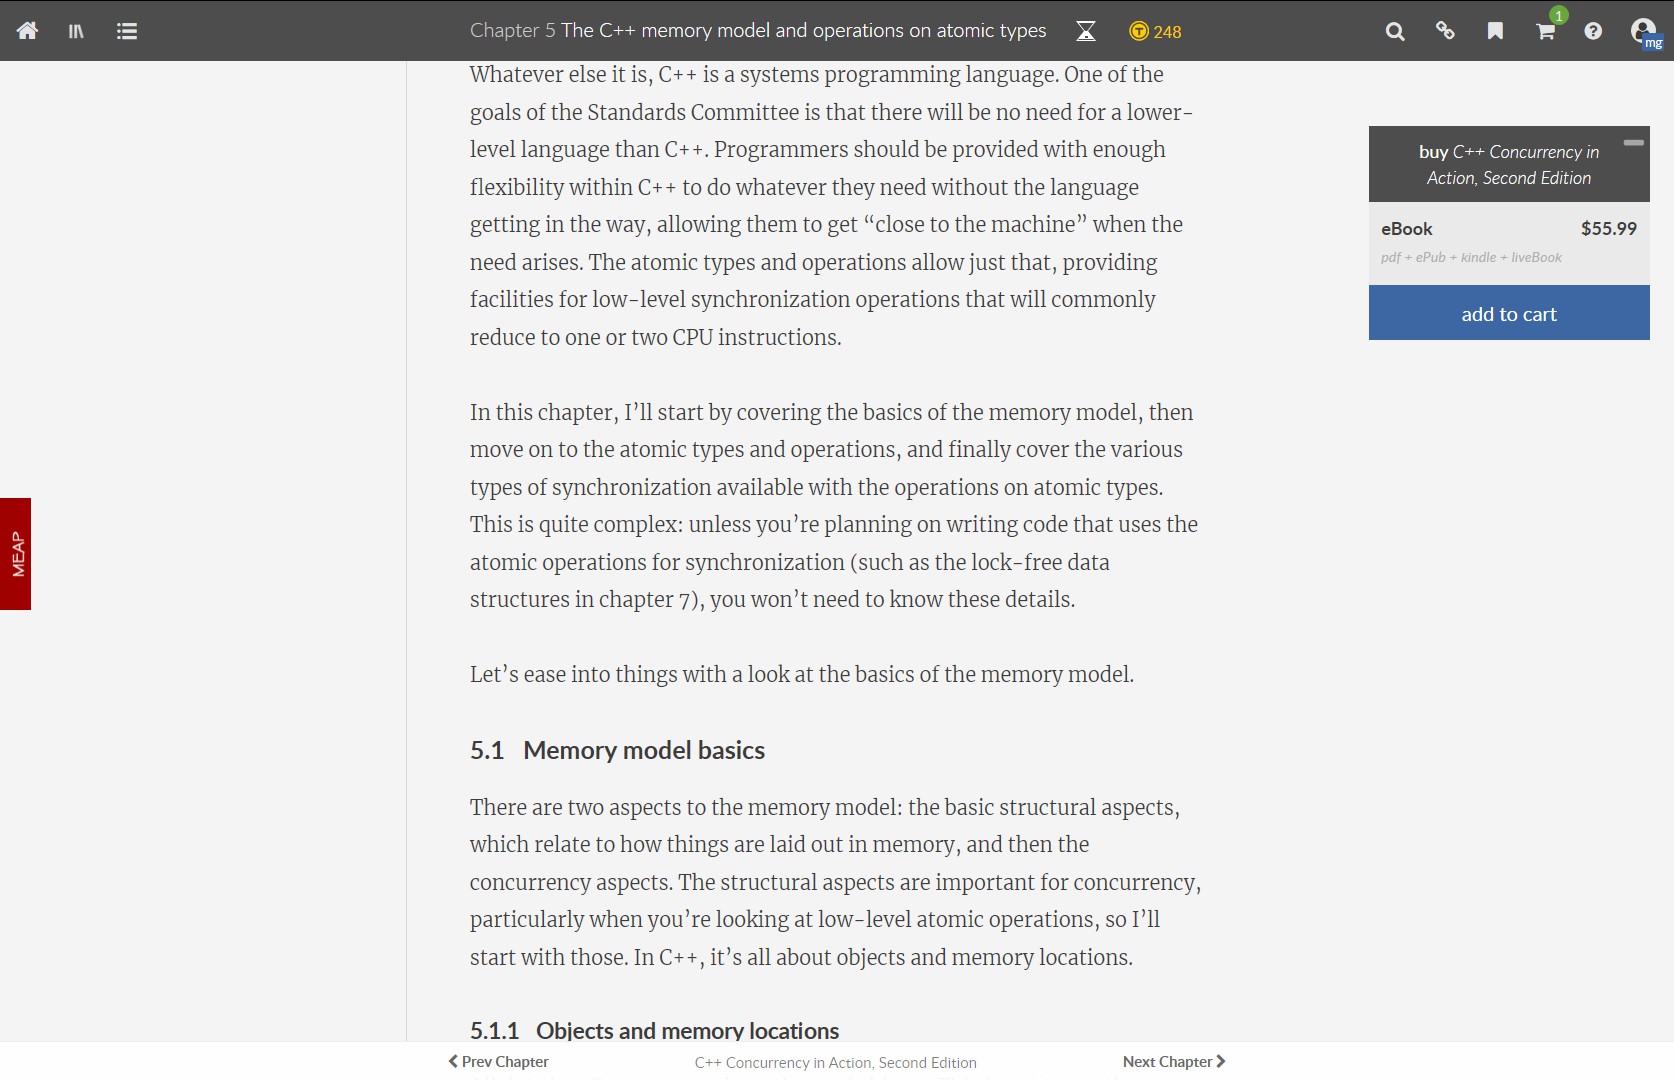 Chapter 5 The C++ memory model and operations on atomic types
248
1
mg
Whatever else it is, C++ is a systems programming language. One of the
goals of the Standards Committee is that there will be no need for a lower-
level language than C++. Programmers should be provided with enough
flexibility within C++ to do whatever they need without the language
getting in the way, allowing them to get “close to the machine” when the
need arises. The atomic types and operations allow just that, providing
facilities for low-level synchronization operations that will commonly
reduce to one or two CPU instructions.
In this chapter, I’ll start by covering the basics of the memory model, then
move on to the atomic types and operations, and finally cover the various
types of synchronization available with the operations on atomic types.
This is quite complex: unless you’re planning on writing code that uses the
atomic operations for synchronization (such as the lock-free data
structures in chapter 7), you won’t need to know these details.
Let’s ease into things with a look at the basics of the memory model.
5.1 Memory model basics
There are two aspects to the memory model: the basic structural aspects,
which relate to how things are laid out in memory, and then the
concurrency aspects. The structural aspects are important for concurrency,
particularly when you’re looking at low-level atomic operations, so I’ll
start with those. In C++, it’s all about objects and memory locations.
5.1.1 Objects and memory locations
buy C++ Concurrency in
Action, Second Edition
eBook $55.99
pdf + ePub + kindle + liveBook
add to cart
MEAP
Prev Chapter
C++ Concurrency in Action, Second Edition
Next Chapter